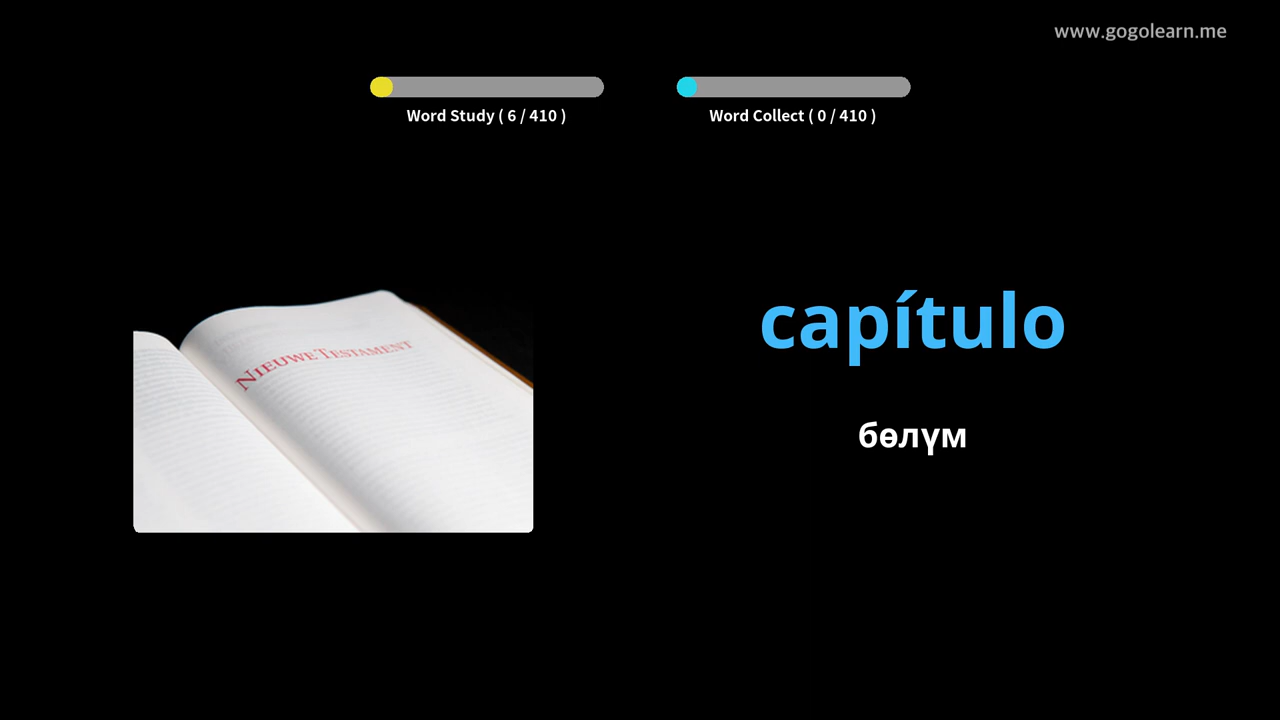 www.gogolearn.me
Word Study ( 6 / 410 )
Word Collect ( 0 / 410 )
NIEUWE TESTAMENT
capítulo
бөлүм